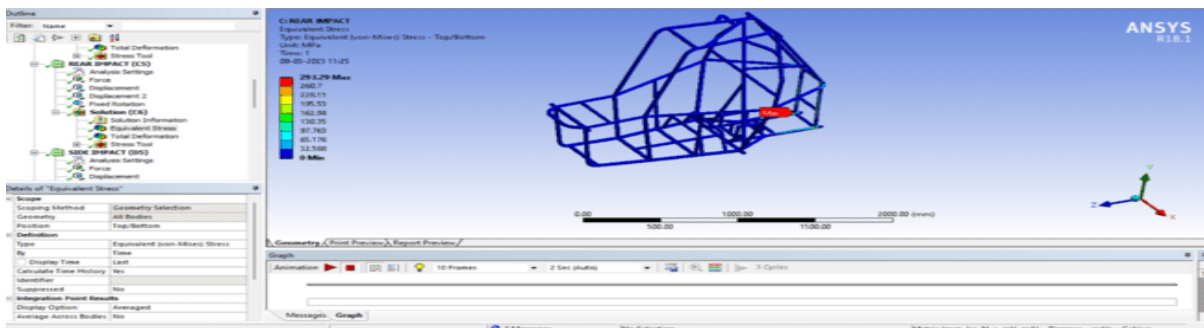 Outline
Filter: Name
Total Deformation
Stress Tool
REAR IMPACT (C5)
Analysis Settings
Force
Displacement
Displacement 2
Fixed Rotation
Solution (C6)
Solution Information
Equivalent Stress
Total Deformation
Stress Tool
SIDE IMPACT (D5)
Analysis Settings
Force
Displacement
Details of "Equivalent Stress"
Scope
Scoping Method Geometry Selection
Geometry All Bodies
Position Top/Bottom
Definition
Type Equivalent (von-Mises) Stress
By Time
Display Time Last
Calculate Time History Yes
Identifier
Suppressed No
Integration Point Results
Display Option Averaged
Average Across Bodies No
C: REAR IMPACT
Equivalent Stress
Type: Equivalent (von-Mises) Stress - Top/Bottom
Unit: MPa
Time: 1
293.29 Max
260.7
228.11
195.53
162.94
130.35
97.763
65.176
32.588
0 Min
Min
ANSYS
R18.1
0.00 1000.00 2000.00 (mm)
500.00 1500.00
Y
Z
X
Geometry Print Preview Report Preview
Graph
Animation 10 Frames 2 Sec (Auto) 3 Cycles
Messages Graph
No Selection